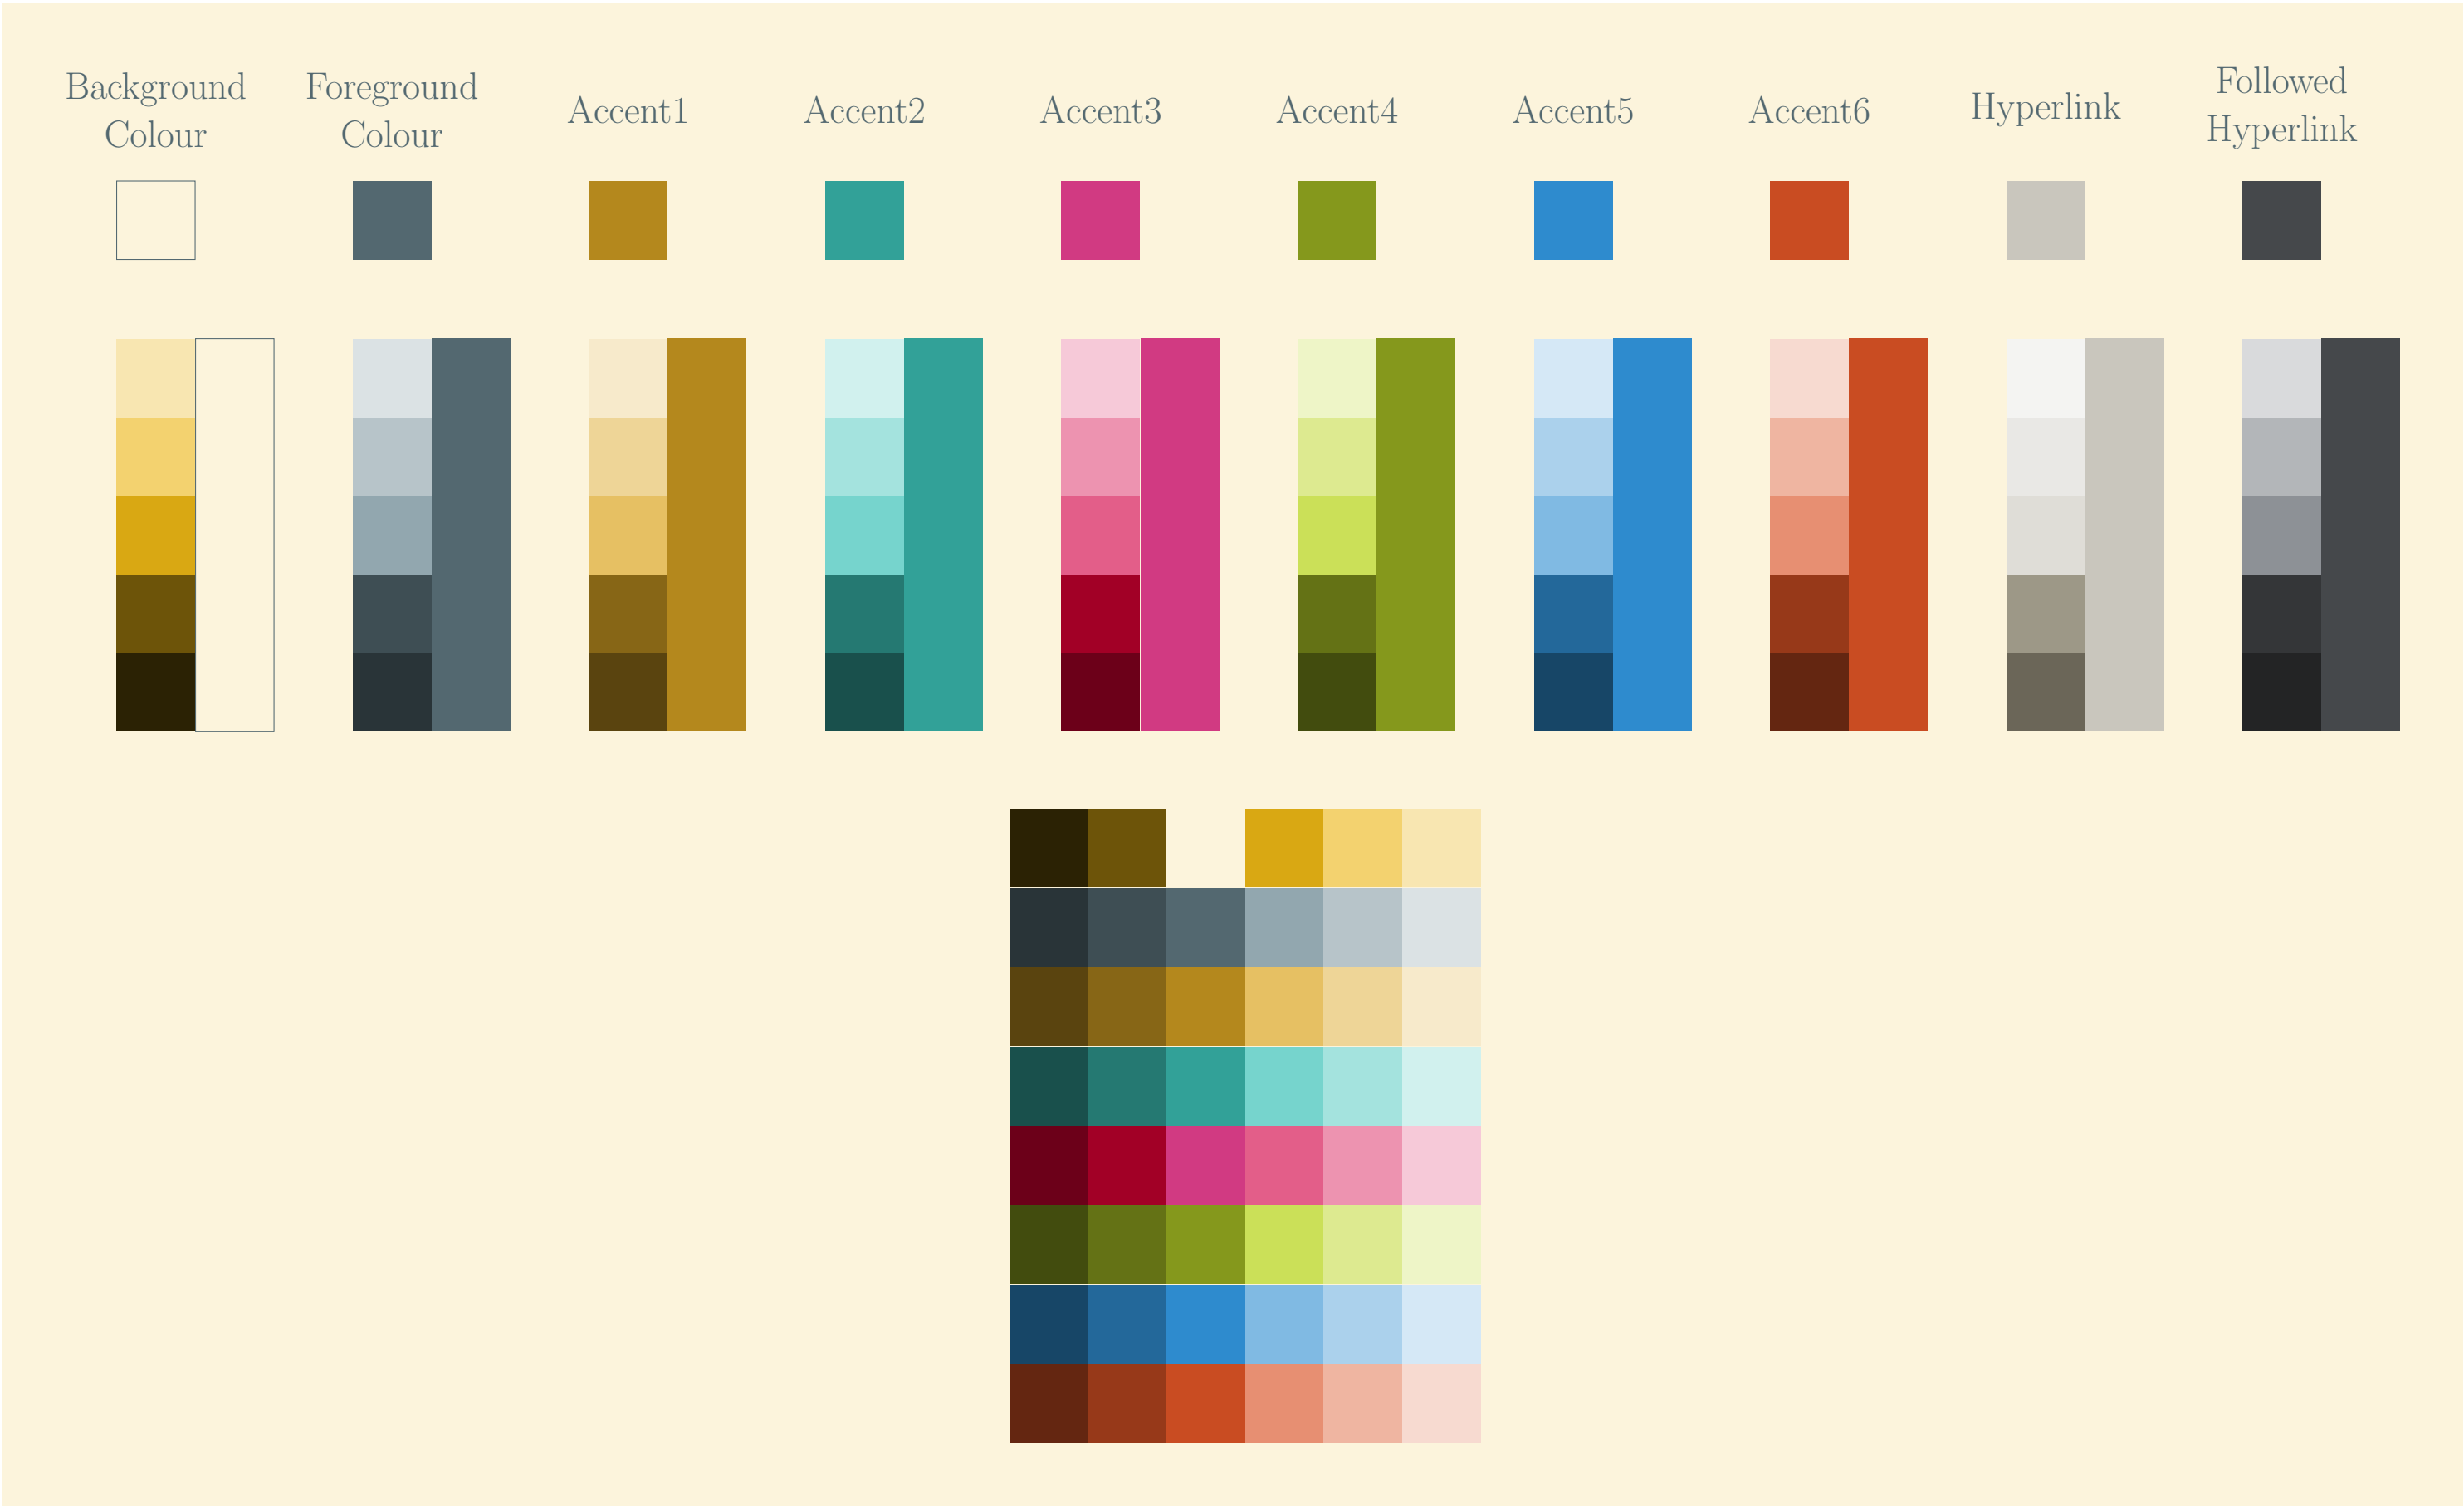 Background
Colour
Foreground
Colour
Accent1
Accent2
Accent3
Accent4
Accent5
Accent6
Hyperlink
Followed
Hyperlink